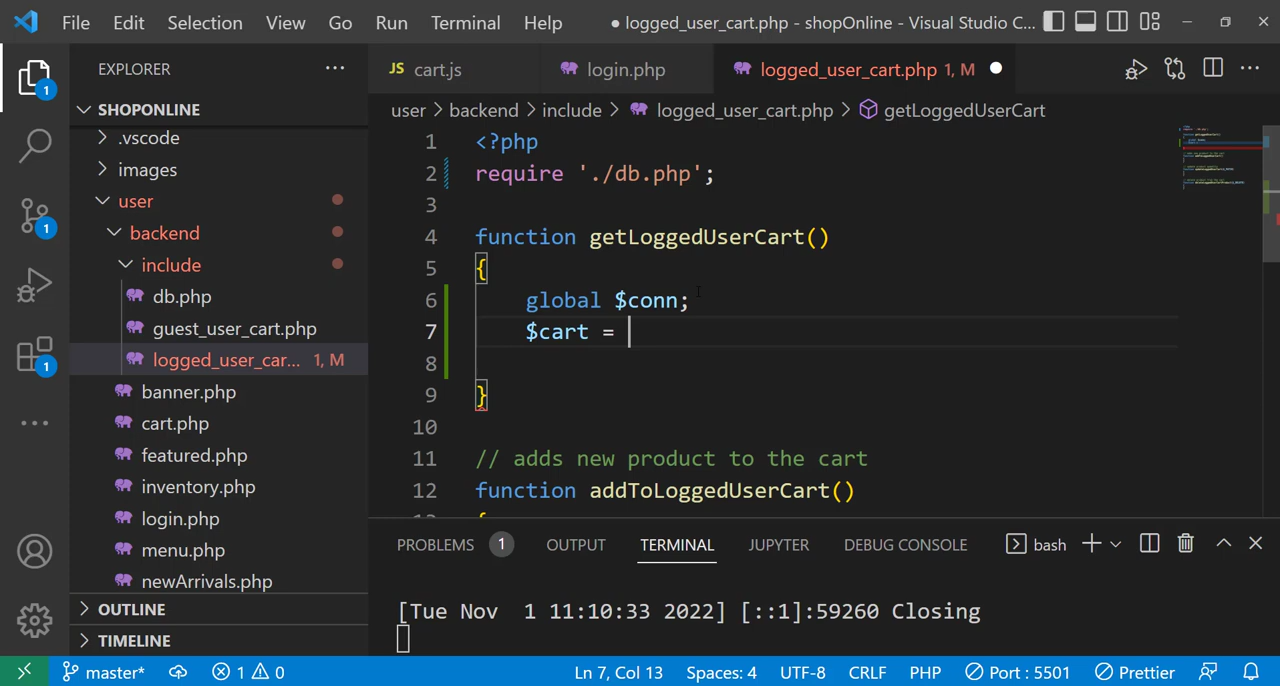 File Edit Selection View Go Run Terminal Help ● logged_user_cart.php - shopOnline - Visual Studio C...
EXPLORER ...
SHOPONLINE
.vscode
images
user
backend
include
db.php
guest_user_cart.php
logged_user_car... 1, M
banner.php
cart.php
featured.php
inventory.php
login.php
menu.php
newArrivals.php
OUTLINE
TIMELINE
1
1
1
JS cart.js login.php logged_user_cart.php 1, M
user > backend > include > logged_user_cart.php > getLoggedUserCart
1 <?php
2 require './db.php';
3
4 function getLoggedUserCart()
5 {
6 global $conn;
7 $cart =
8
9 }
10
11 // adds new product to the cart
12 function addToLoggedUserCart()
PROBLEMS 1 OUTPUT TERMINAL JUPYTER DEBUG CONSOLE bash
[Tue Nov  1 11:10:33 2022] [::1]:59260 Closing
master* 1 0 Ln 7, Col 13 Spaces: 4 UTF-8 CRLF PHP Port : 5501 Prettier